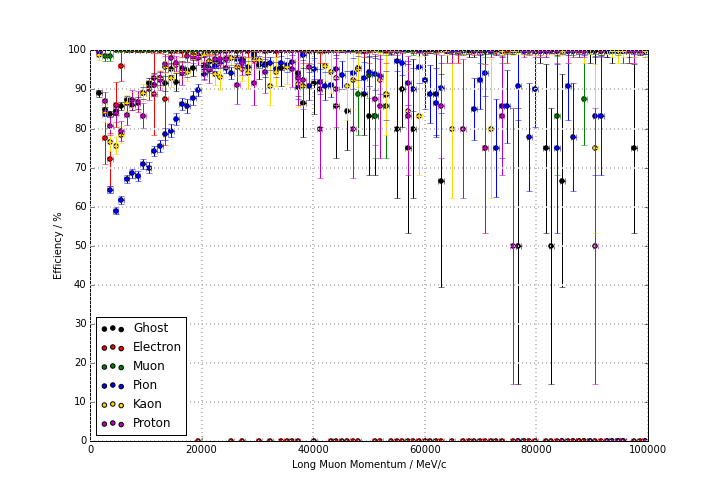 100
90
80
70
60
50
40
30
20
10
0
Efficiency / %
Ghost
Electron
Muon
Pion
Kaon
Proton
0 20000 40000 60000 80000 100000
Long Muon Momentum / MeV/c